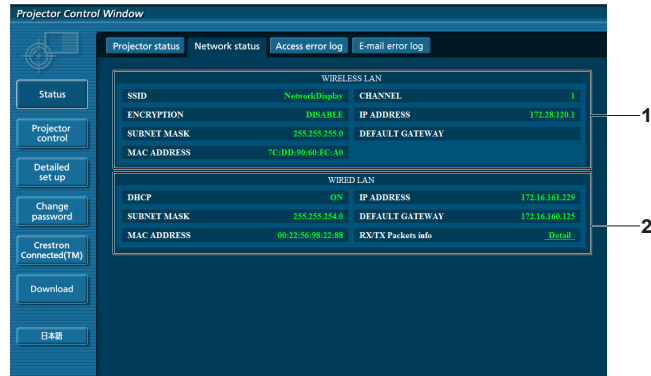 Projector Control Window
Projector status Network status Access error log E-mail error log
WIRELESS LAN
SSID NetworkDisplay CHANNEL 1
ENCRYPTION DISABLE IP ADDRESS 172.28.120.1
SUBNET MASK 255.255.255.0 DEFAULT GATEWAY
MAC ADDRESS 7C:DD:90:60:FC:A0
1
WIRED LAN
DHCP ON IP ADDRESS 172.16.161.229
SUBNET MASK 255.255.254.0 DEFAULT GATEWAY 172.16.160.125
MAC ADDRESS 00:22:56:98:22:88 RX/TX Packets info Detail
2
Status
Projector
control
Detailed
set up
Change
password
Crestron
Connected(TM)
Download
日本語